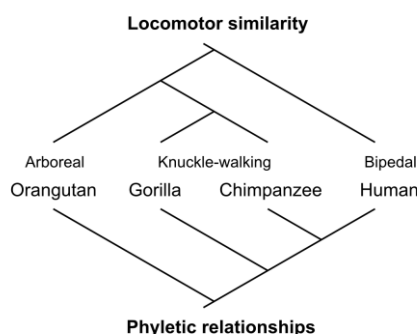 Locomotor similarity
Arboreal Knuckle-walking Bipedal
Orangutan Gorilla Chimpanzee Human
Phyletic relationships